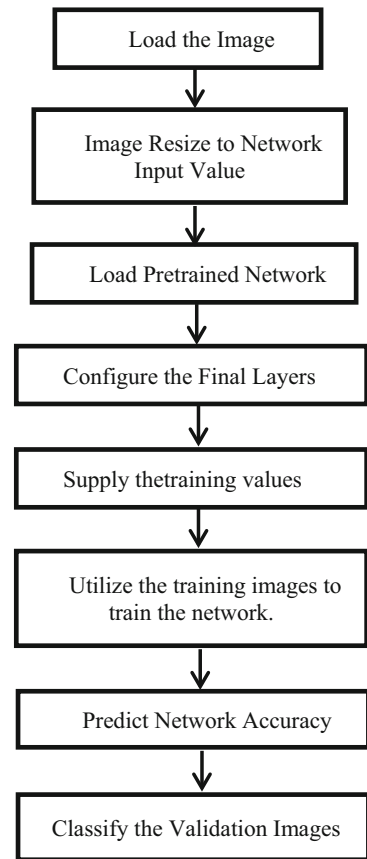 Load the Image
Image Resize to Network
Input Value
Load Pretrained Network
Configure the Final Layers
Supply thetraining values
Utilize the training images to
train the network.
Predict Network Accuracy
Classify the Validation Images